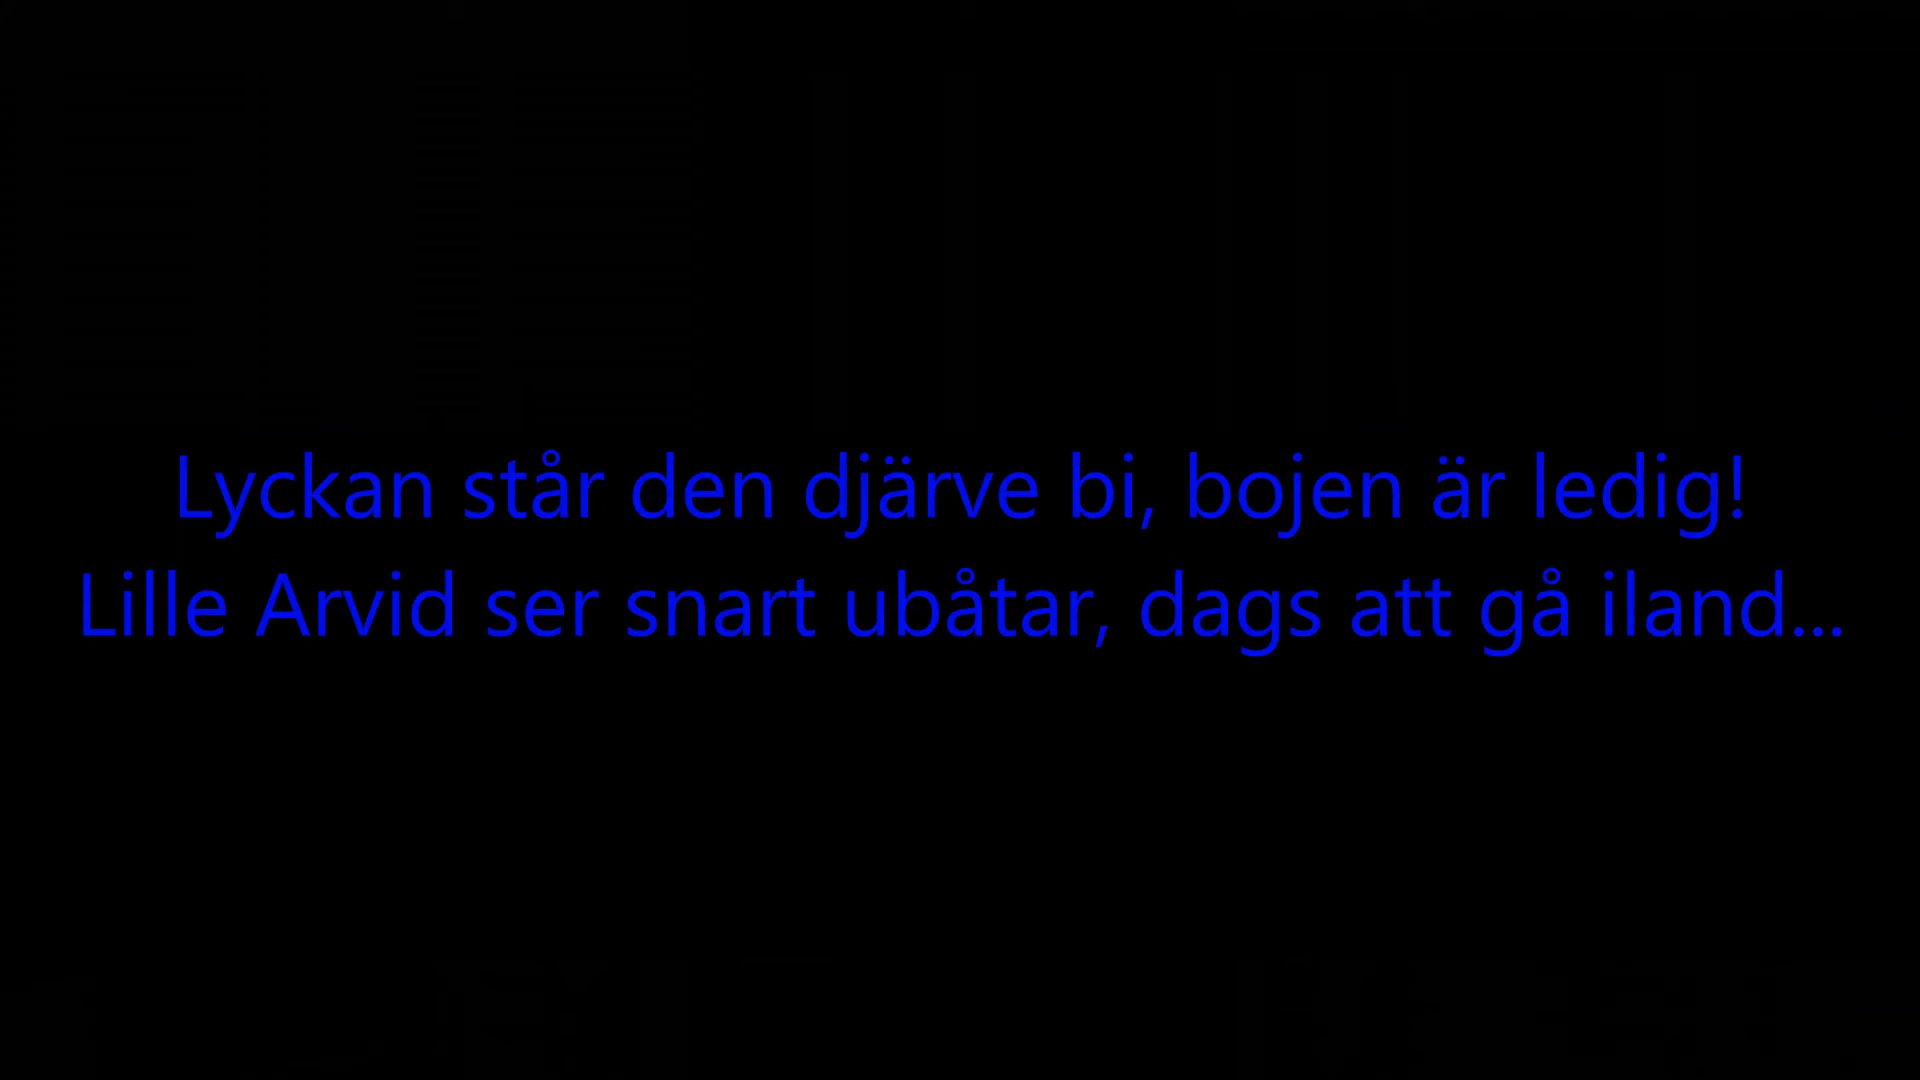 Lyckan står den djärve bi, bojen är ledig!
Lille Arvid ser snart ubåtar, dags att gå iland...